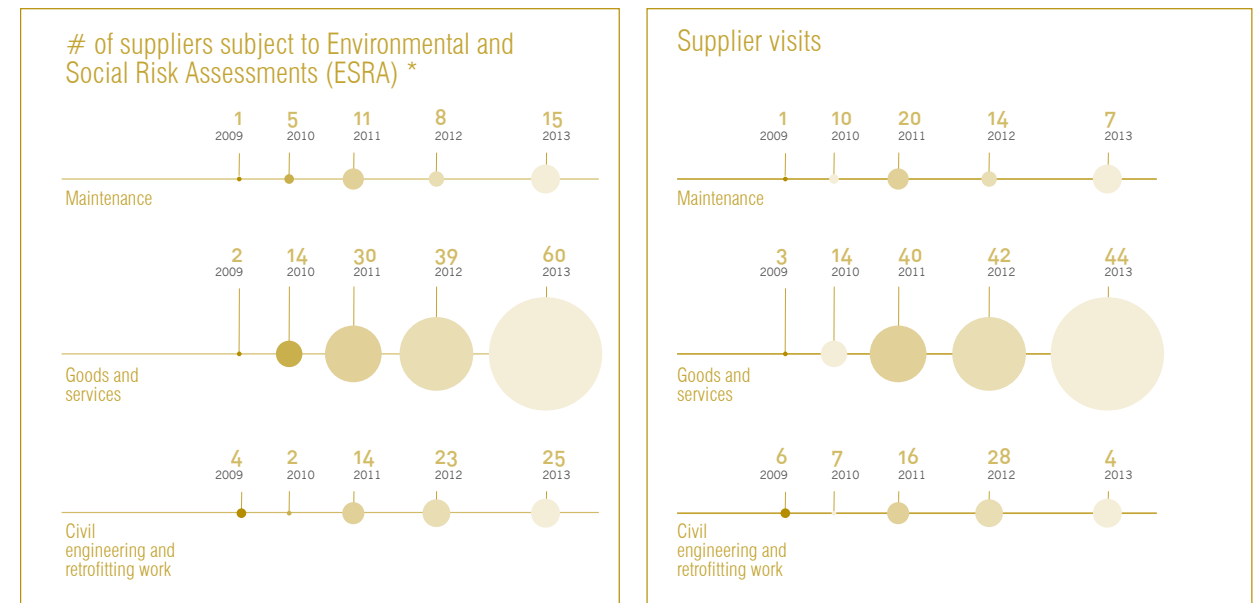 # of suppliers subject to Environmental and
Social Risk Assessments (ESRA) *
1 5 11 8 15
2009 2010 2011 2012 2013
Maintenance
2 14 30 39 60
2009 2010 2011 2012 2013
Goods and
services
4 2 14 23 25
2009 2010 2011 2012 2013
Civil
engineering and
retrofitting work
Supplier visits
1 10 20 14 7
2009 2010 2011 2012 2013
Maintenance
3 14 40 42 44
2009 2010 2011 2012 2013
Goods and
services
6 7 16 28 4
2009 2010 2011 2012 2013
Civil
engineering and
retrofitting work